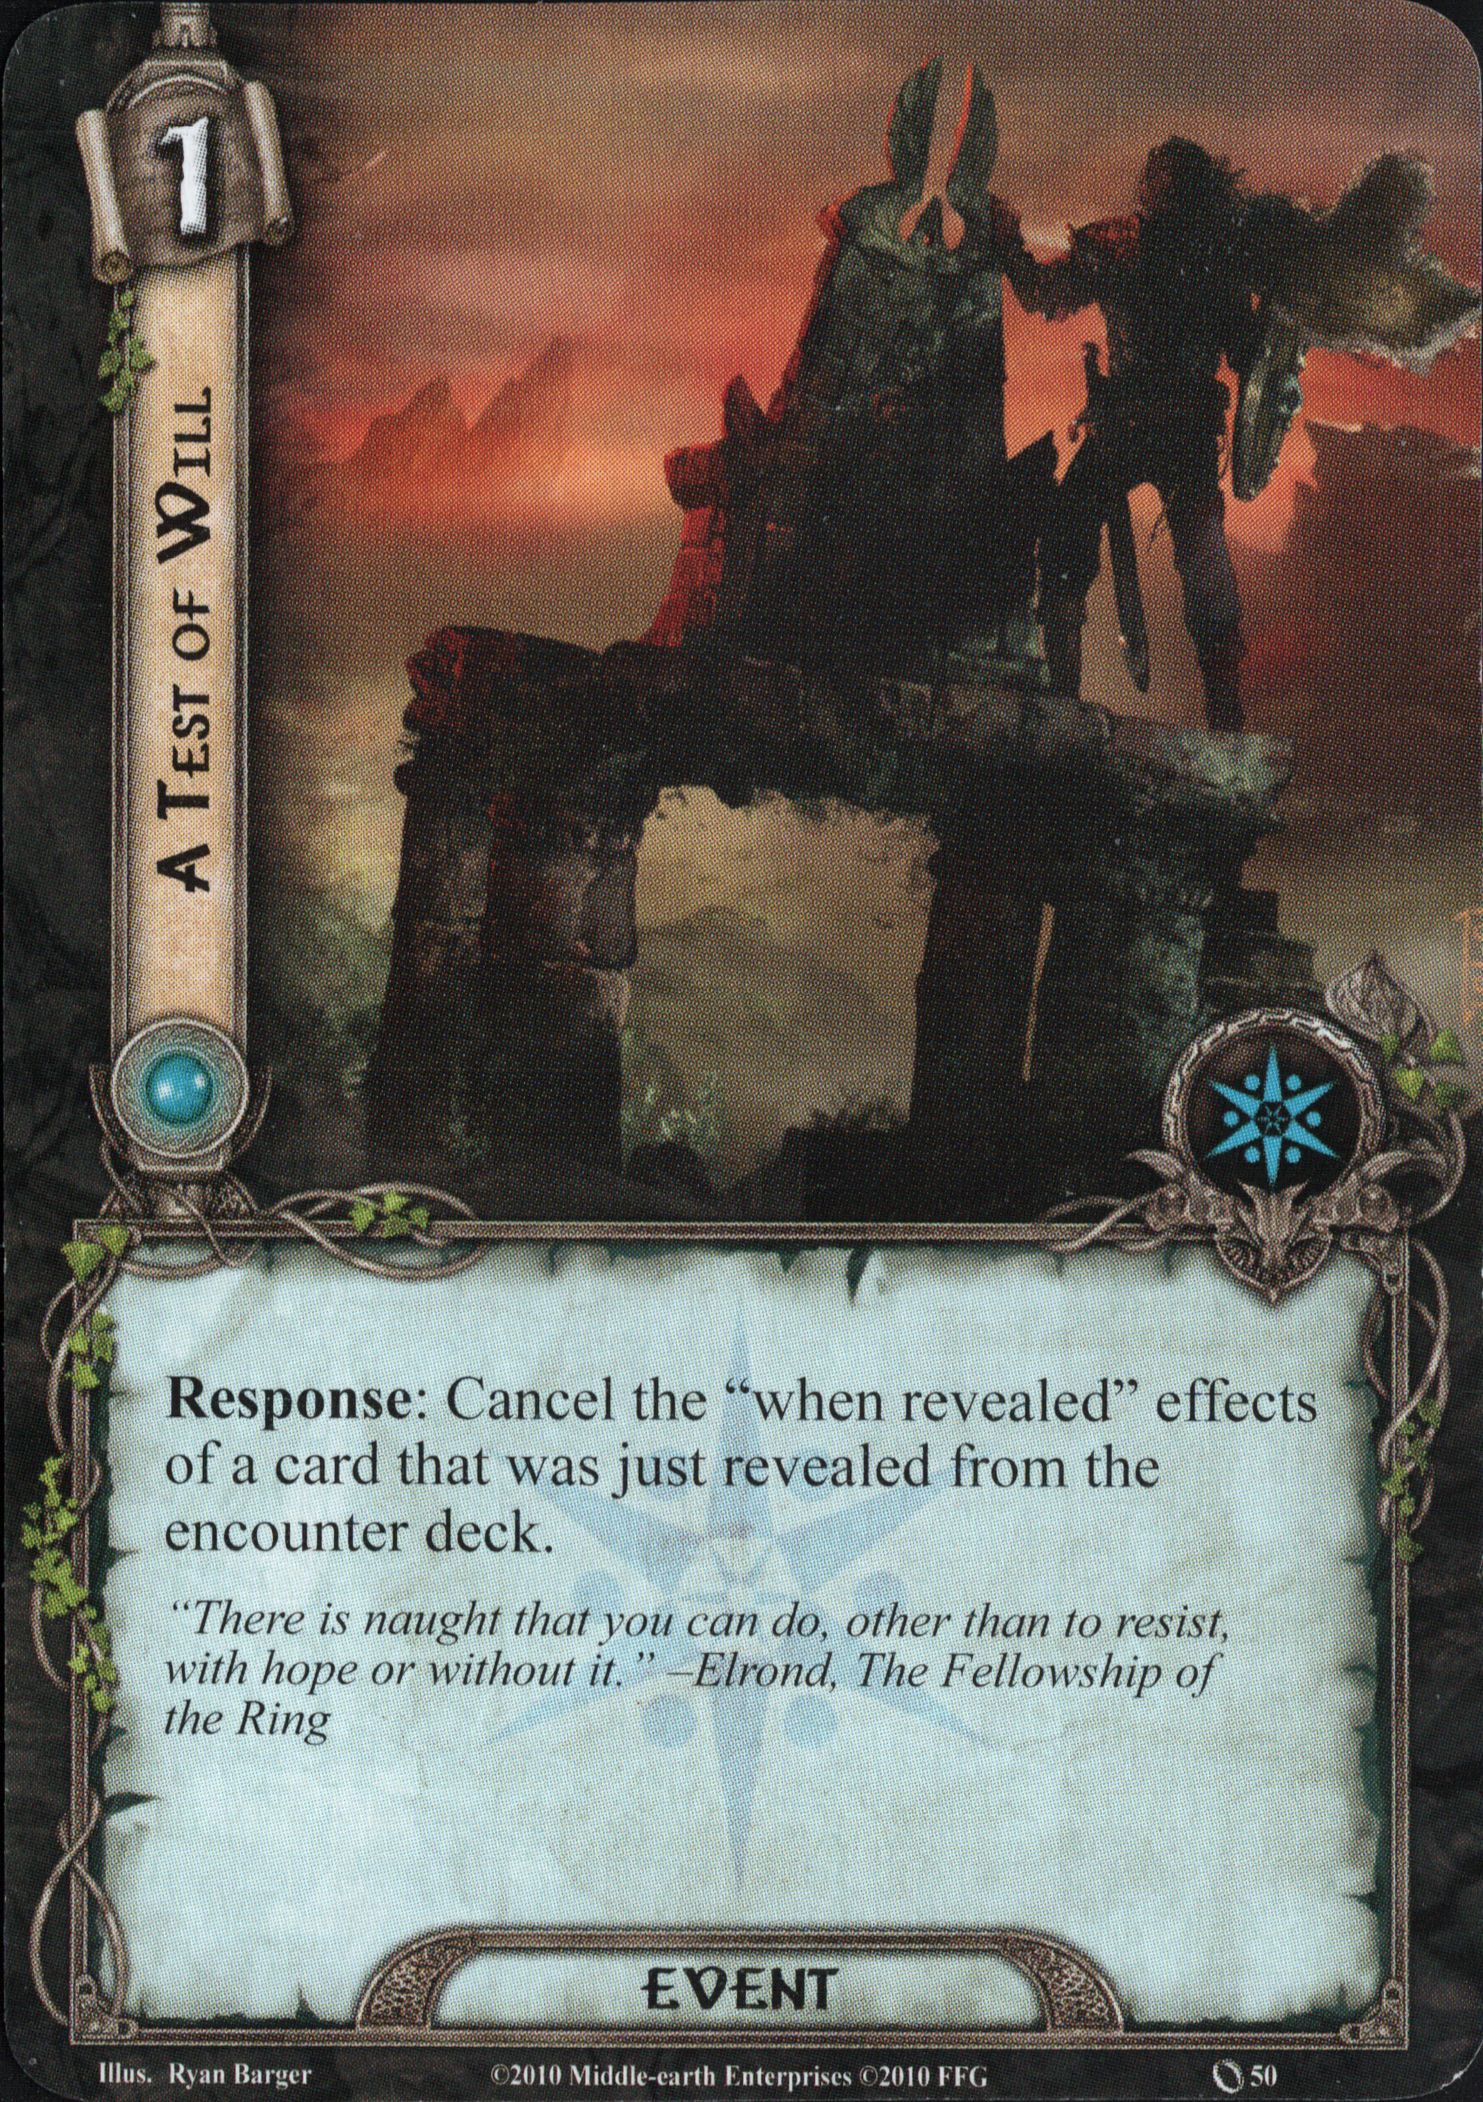 1
A Test of Will
Response: Cancel the “when revealed” effects
of a card that was just revealed from the
encounter deck.
“There is naught that you can do, other than to resist,
with hope or without it.” –Elrond, The Fellowship of
the Ring
EVENT
Illus. Ryan Barger
©2010 Middle-earth Enterprises ©2010 FFG
50